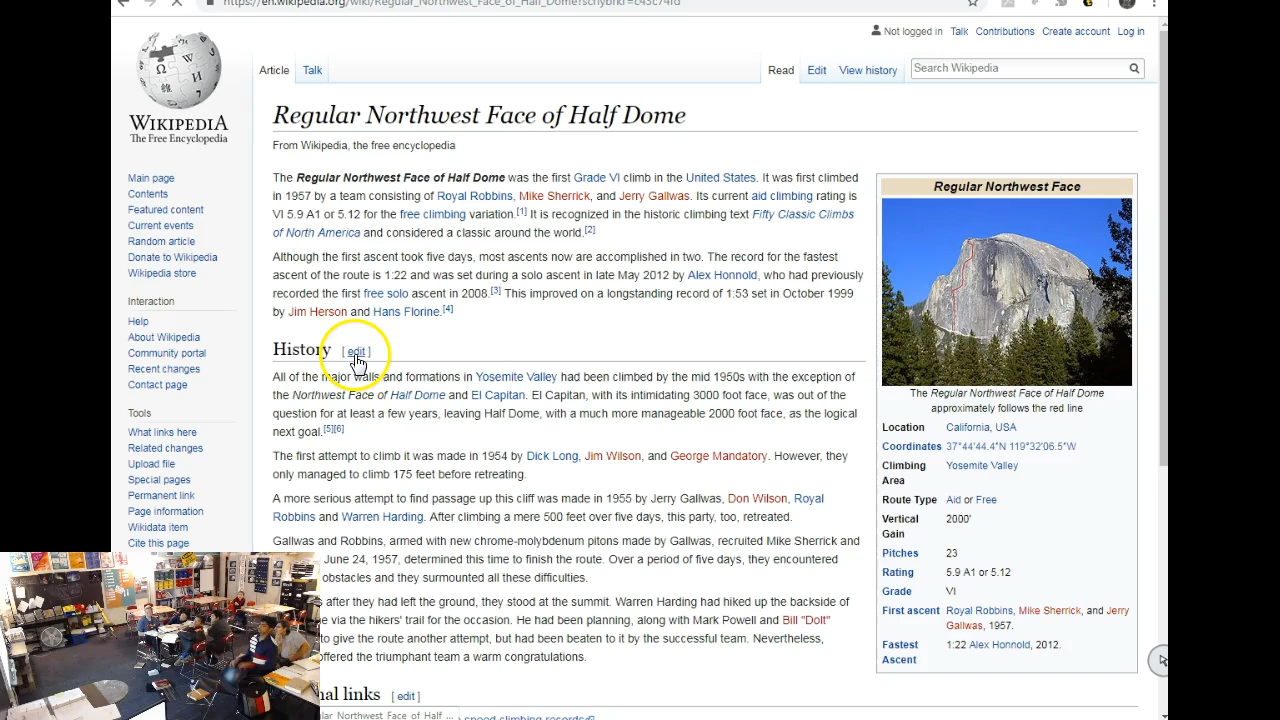 https://en.wikipedia.org/wiki/Regular_Northwest_Face_of_Half_Dome
Not logged in Talk Contributions Create account Log in
Article Talk Read Edit View history Search Wikipedia
WIKIPEDIA
The Free Encyclopedia
Main page
Contents
Featured content
Current events
Random article
Donate to Wikipedia
Wikipedia store
Interaction
Help
About Wikipedia
Community portal
Recent changes
Contact page
Tools
What links here
Related changes
Upload file
Special pages
Permanent link
Page information
Wikidata item
Cite this page
Regular Northwest Face of Half Dome
From Wikipedia, the free encyclopedia
The Regular Northwest Face of Half Dome was the first Grade VI climb in the United States. It was first climbed
in 1957 by a team consisting of Royal Robbins, Mike Sherrick, and Jerry Gallwas. Its current aid climbing rating is
VI 5.9 A1 or 5.12 for the free climbing variation.[1] It is recognized in the historic climbing text Fifty Classic Climbs
of North America and considered a classic around the world.[2]
Although the first ascent took five days, most ascents now are accomplished in two. The record for the fastest
ascent of the route is 1:22 and was set during a solo ascent in late May 2012 by Alex Honnold, who had previously
recorded the first free solo ascent in 2008.[3] This improved on a longstanding record of 1:53 set in October 1999
by Jim Herson and Hans Florine.[4]
History [ edit ]
All of the major walls and formations in Yosemite Valley had been climbed by the mid 1950s with the exception of
the Northwest Face of Half Dome and El Capitan. El Capitan, with its intimidating 3000 foot face, was out of the
question for at least a few years, leaving Half Dome, with a much more manageable 2000 foot face, as the logical
next goal.[5][6]
The first attempt to climb it was made in 1954 by Dick Long, Jim Wilson, and George Mandatory. However, they
only managed to climb 175 feet before retreating.
A more serious attempt to find passage up this cliff was made in 1955 by Jerry Gallwas, Don Wilson, Royal
Robbins and Warren Harding. After climbing a mere 500 feet over five days, this party, too, retreated.
Gallwas and Robbins, armed with new chrome-molybdenum pitons made by Gallwas, recruited Mike Sherrick and
June 24, 1957, determined this time to finish the route. Over a period of five days, they encountered
obstacles and they surmounted all these difficulties.
after they had left the ground, they stood at the summit. Warren Harding had hiked up the backside of
via the hikers' trail for the occasion. He had been planning, along with Mark Powell and Bill "Dolt"
to give the route another attempt, but had been beaten to it by the successful team. Nevertheless,
offered the triumphant team a warm congratulations.
nal links [ edit ]
speed climbing records
lar Northwest Face of Half ...
Regular Northwest Face
The Regular Northwest Face of Half Dome
approximately follows the red line
Location California, USA
Coordinates 37°44′44.4″N 119°32′06.5″W
Climbing Area Yosemite Valley
Route Type Aid or Free
Vertical Gain 2000'
Pitches 23
Rating 5.9 A1 or 5.12
Grade VI
First ascent Royal Robbins, Mike Sherrick, and Jerry
Gallwas, 1957.
Fastest Ascent 1:22 Alex Honnold, 2012.